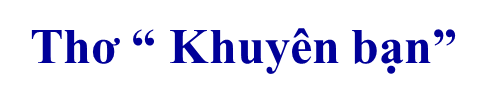 Thơ “ Khuyên bạn”